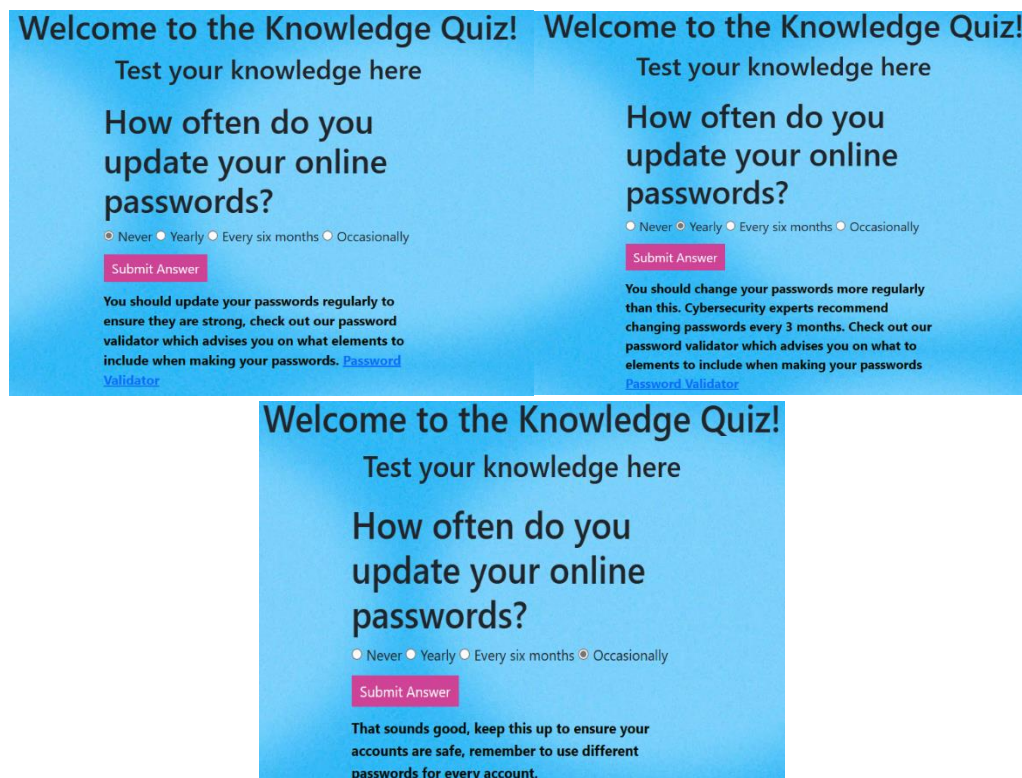 Welcome to the Knowledge Quiz!
Test your knowledge here
How often do you
update your online
passwords?
Never Yearly Every six months Occasionally
Submit Answer
You should update your passwords regularly to
ensure they are strong, check out our password
validator which advises you on what elements to
include when making your passwords. Password
Validator
Welcome to the Knowledge Quiz!
Test your knowledge here
How often do you
update your online
passwords?
Never Yearly Every six months Occasionally
Submit Answer
You should change your passwords more regularly
than this. Cybersecurity experts recommend
changing passwords every 3 months. Check out our
password validator which advises you on what to
elements to include when making your passwords
Password Validator
Welcome to the Knowledge Quiz!
Test your knowledge here
How often do you
update your online
passwords?
Never Yearly Every six months Occasionally
Submit Answer
That sounds good, keep this up to ensure your
accounts are safe, remember to use different
passwords for every account.